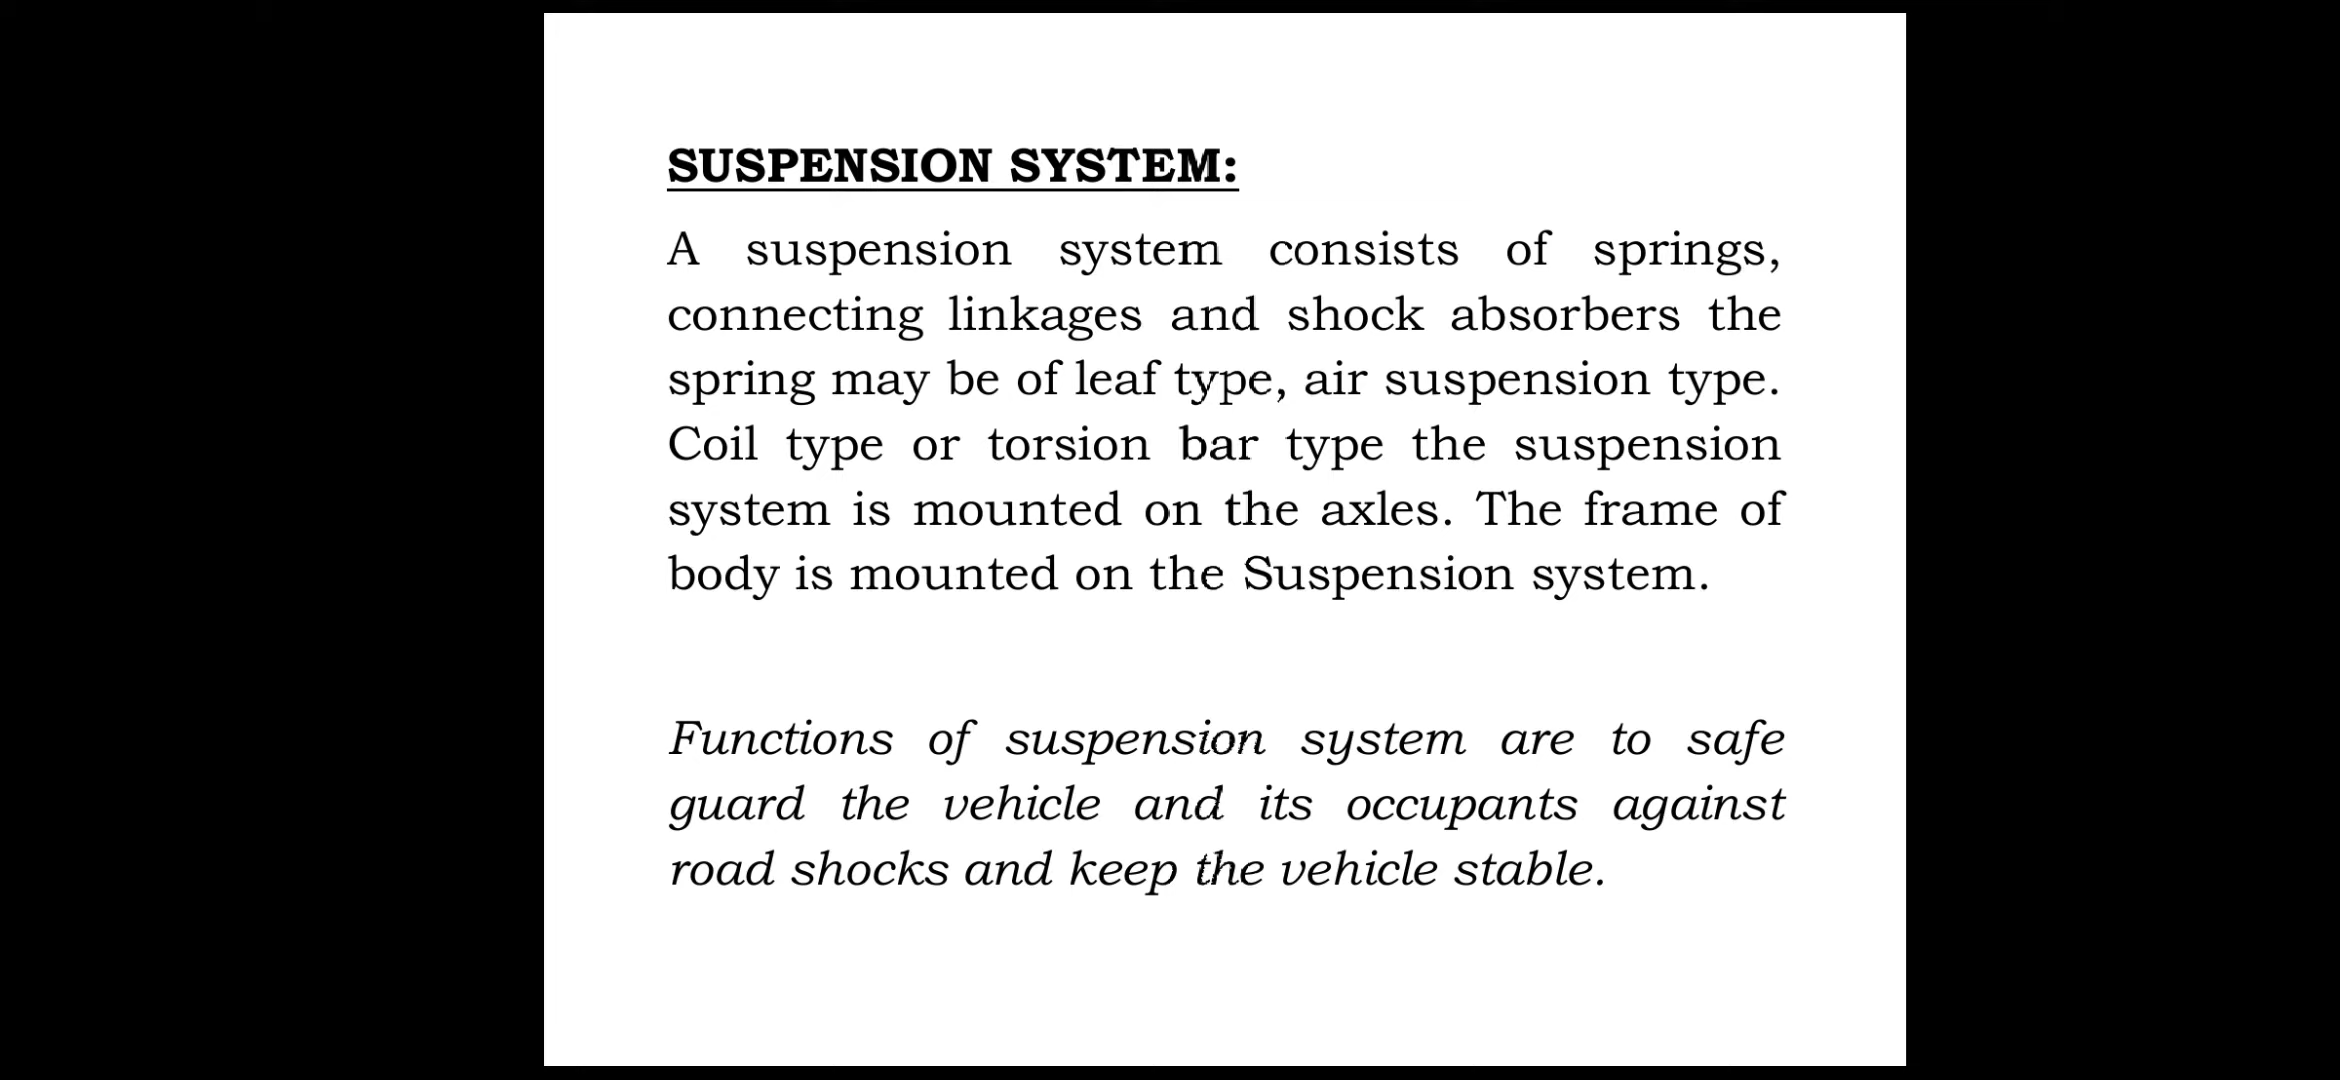 SUSPENSION SYSTEM:
A suspension system consists of springs,
connecting linkages and shock absorbers the
spring may be of leaf type, air suspension type.
Coil type or torsion bar type the suspension
system is mounted on the axles. The frame of
body is mounted on the Suspension system.
Functions of suspension system are to safe
guard the vehicle and its occupants against
road shocks and keep the vehicle stable.